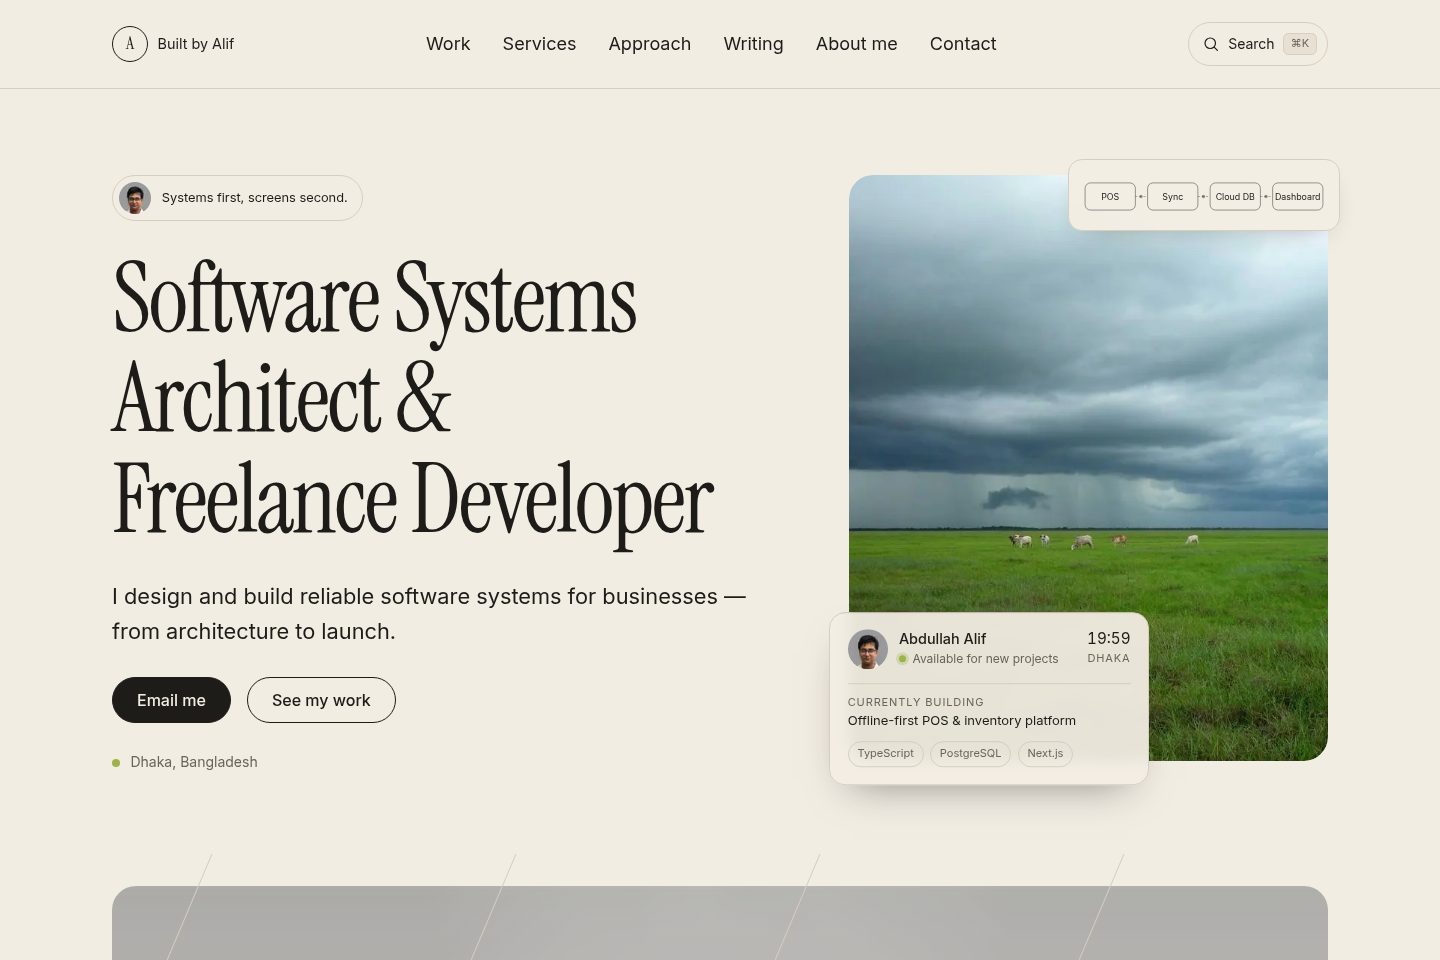 A
Built by Alif
Work
Services
Approach
Writing
About me
Contact
Search
⌘K
Systems first, screens second.
Software Systems
Architect &
Freelance Developer
I design and build reliable software systems for businesses —
from architecture to launch.
Email me
See my work
Dhaka, Bangladesh
POS
Sync
Cloud DB
Dashboard
Abdullah Alif
19:59
Available for new projects
DHAKA
CURRENTLY BUILDING
Offline-first POS & inventory platform
TypeScript
PostgreSQL
Next.js